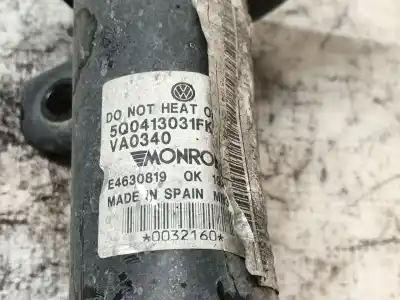 DO NOT HEAT
5Q0413031FK
VA0340
MONRO
E4630819 OK
MADE IN SPAIN
*0032160*